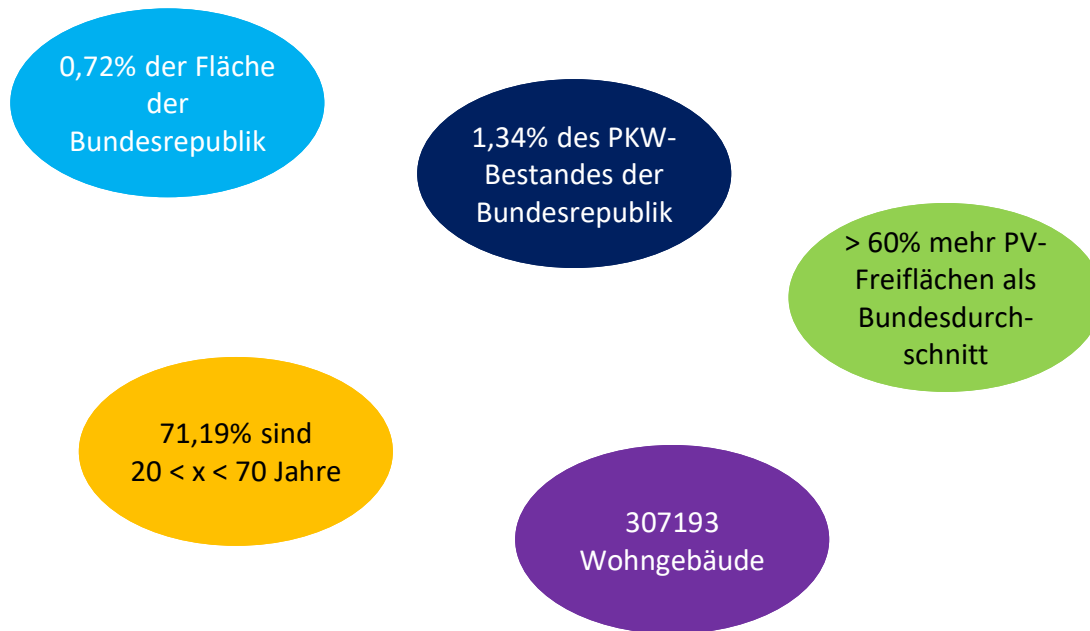 0,72% der Fläche
der
Bundesrepublik
1,34% des PKW-
Bestandes der
Bundesrepublik
> 60% mehr PV-
Freiflächen als
Bundesdurch-
schnitt
71,19% sind
20 < x < 70 Jahre
307193
Wohngebäude